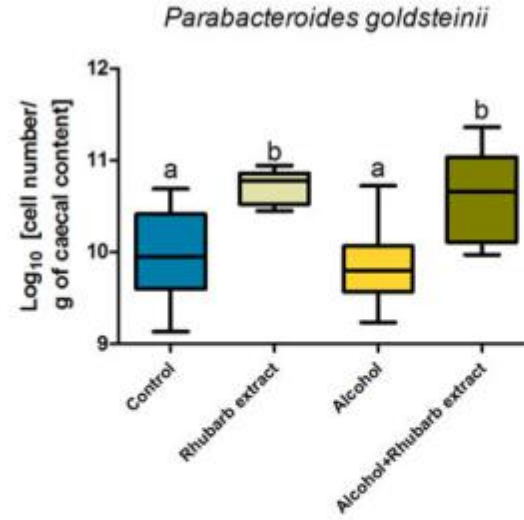 Parabacteroides goldsteinii
Log10 [cell number/
g of caecal content]
12
11
10
9
a
b
a
b
Control
Rhubarb extract
Alcohol
Alcohol+Rhubarb extract